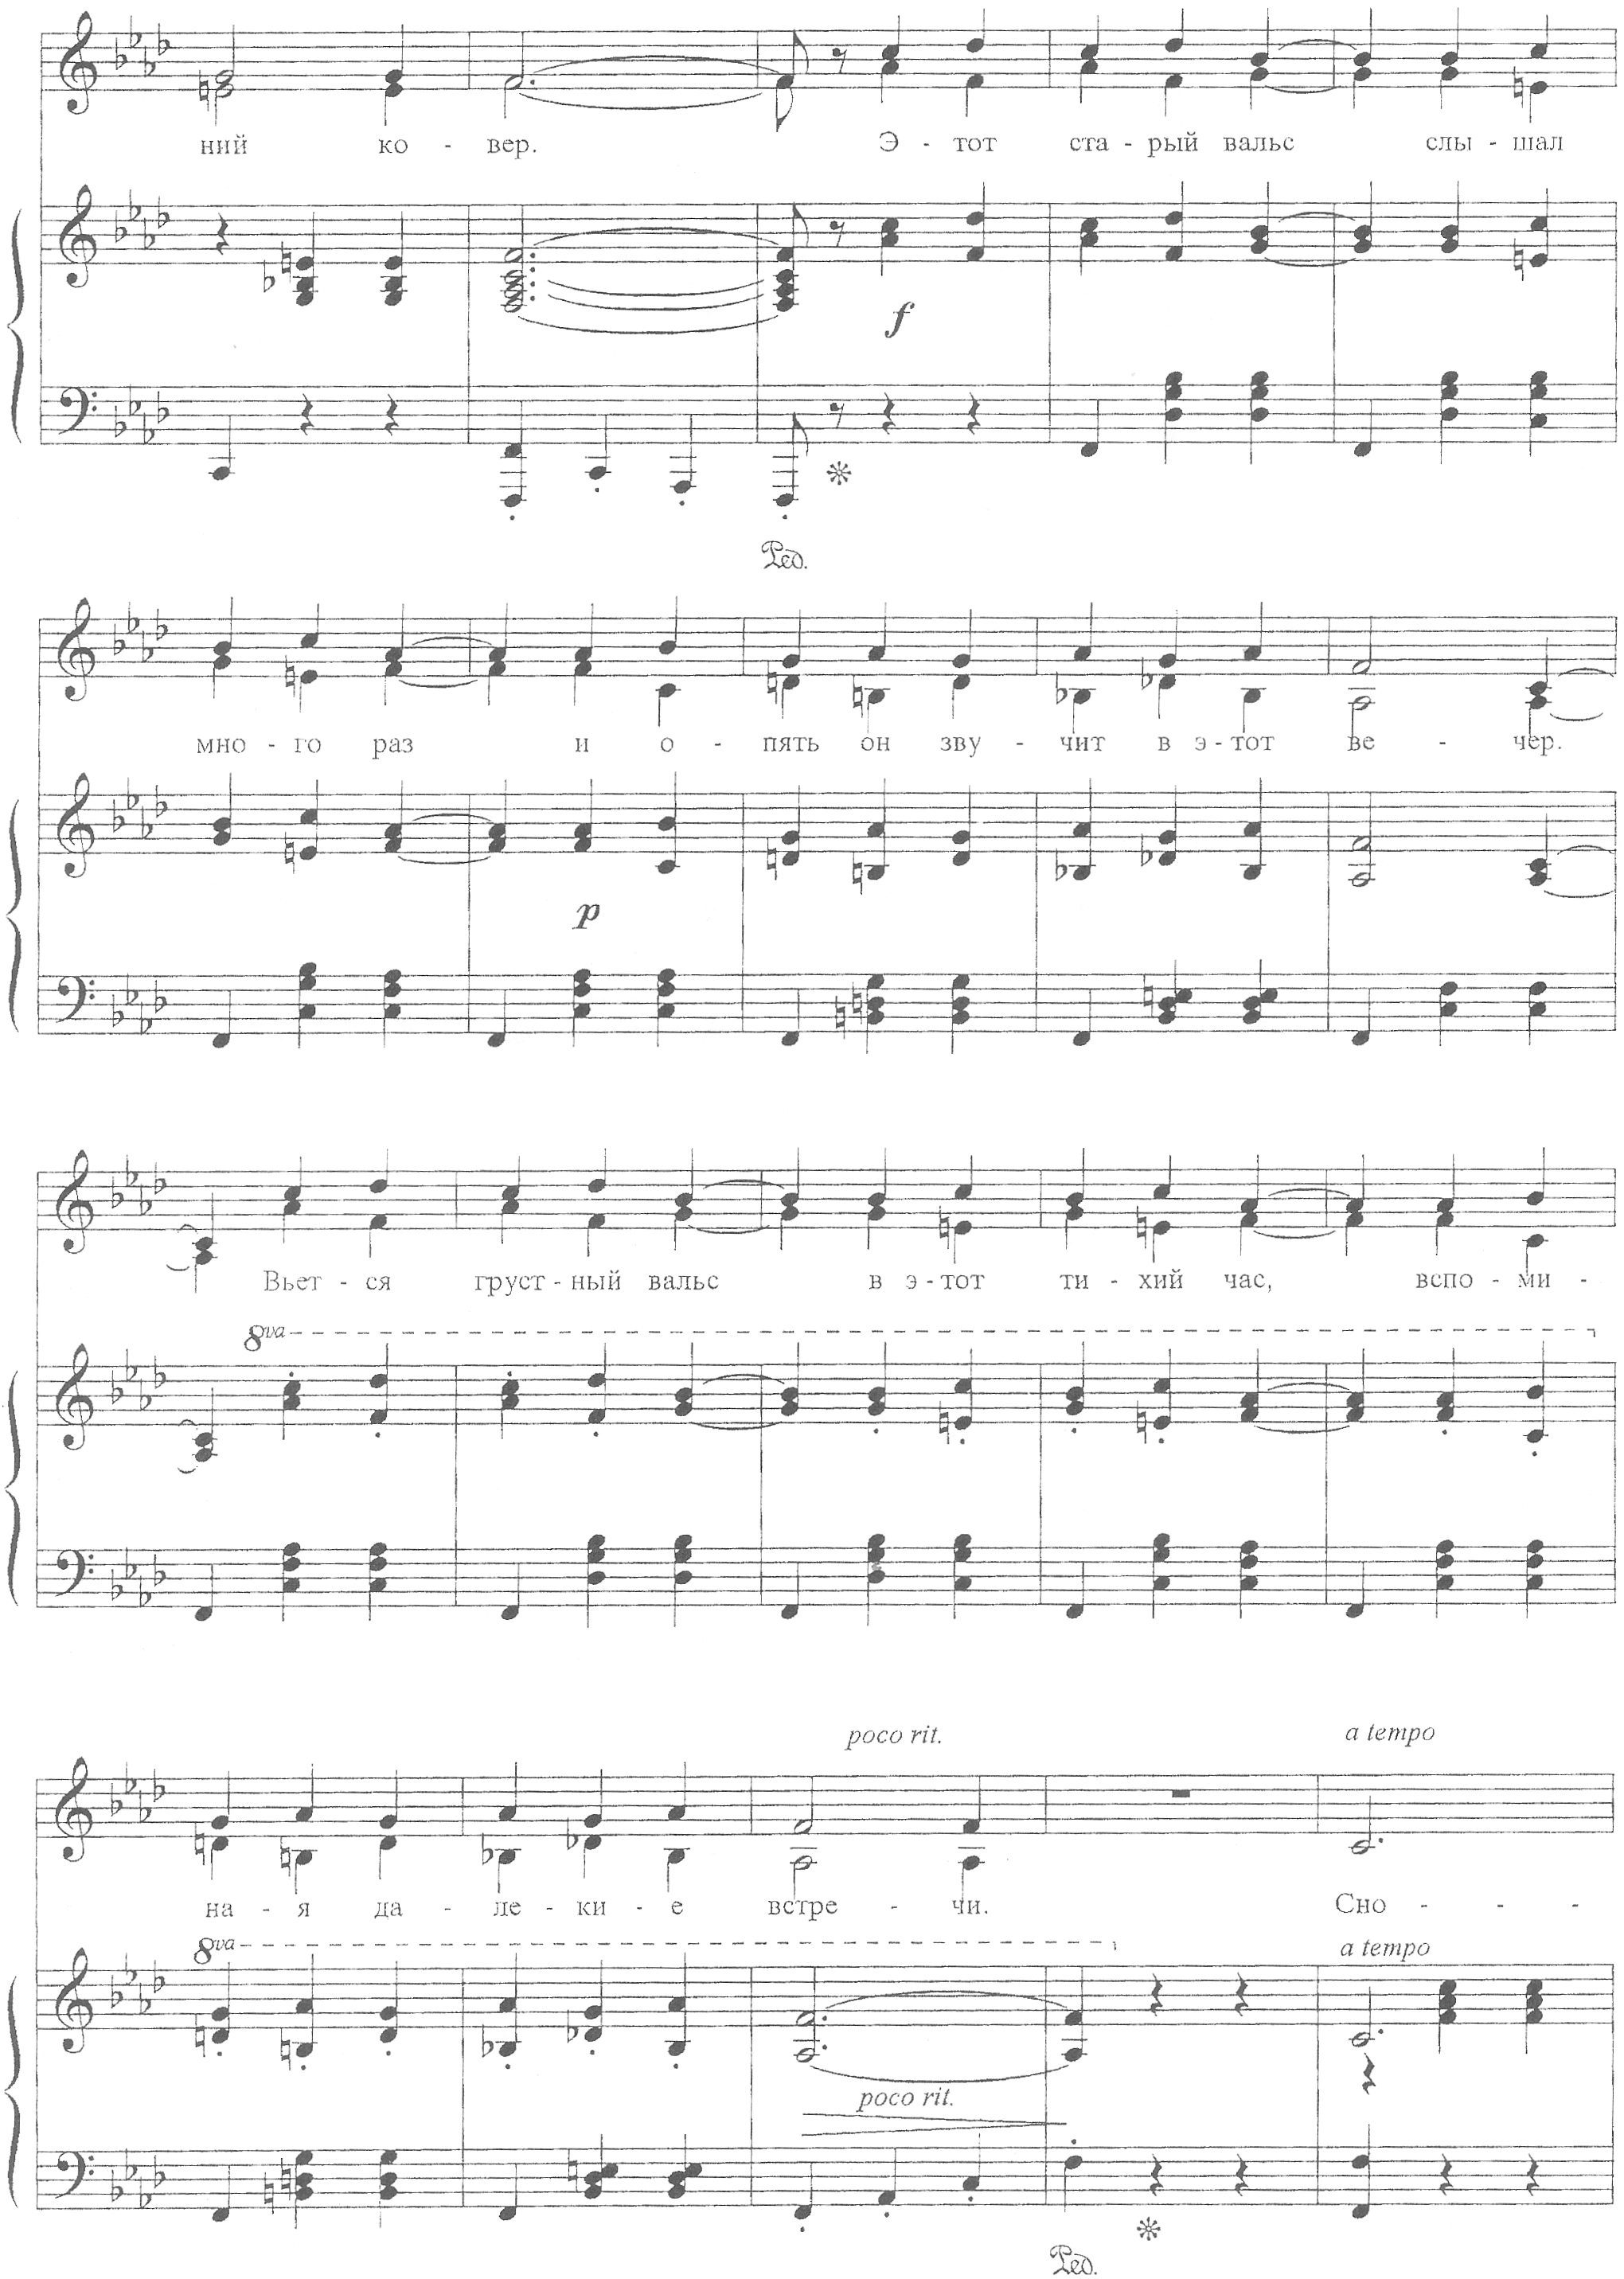 ний ко - вер. Э - тот ста - рый вальс слы - шал
f
Ped.
мно - го раз и о - пять он зву - чит в э - тот ве - чер.
p
Вьет - ся груст - ный вальс в э - тот ти - хий час, вспо - ми -
8va
poco rit. a tempo
на - я да - ле - ки - е встре - чи. Сно - - -
8va a tempo
poco rit.
Ped.